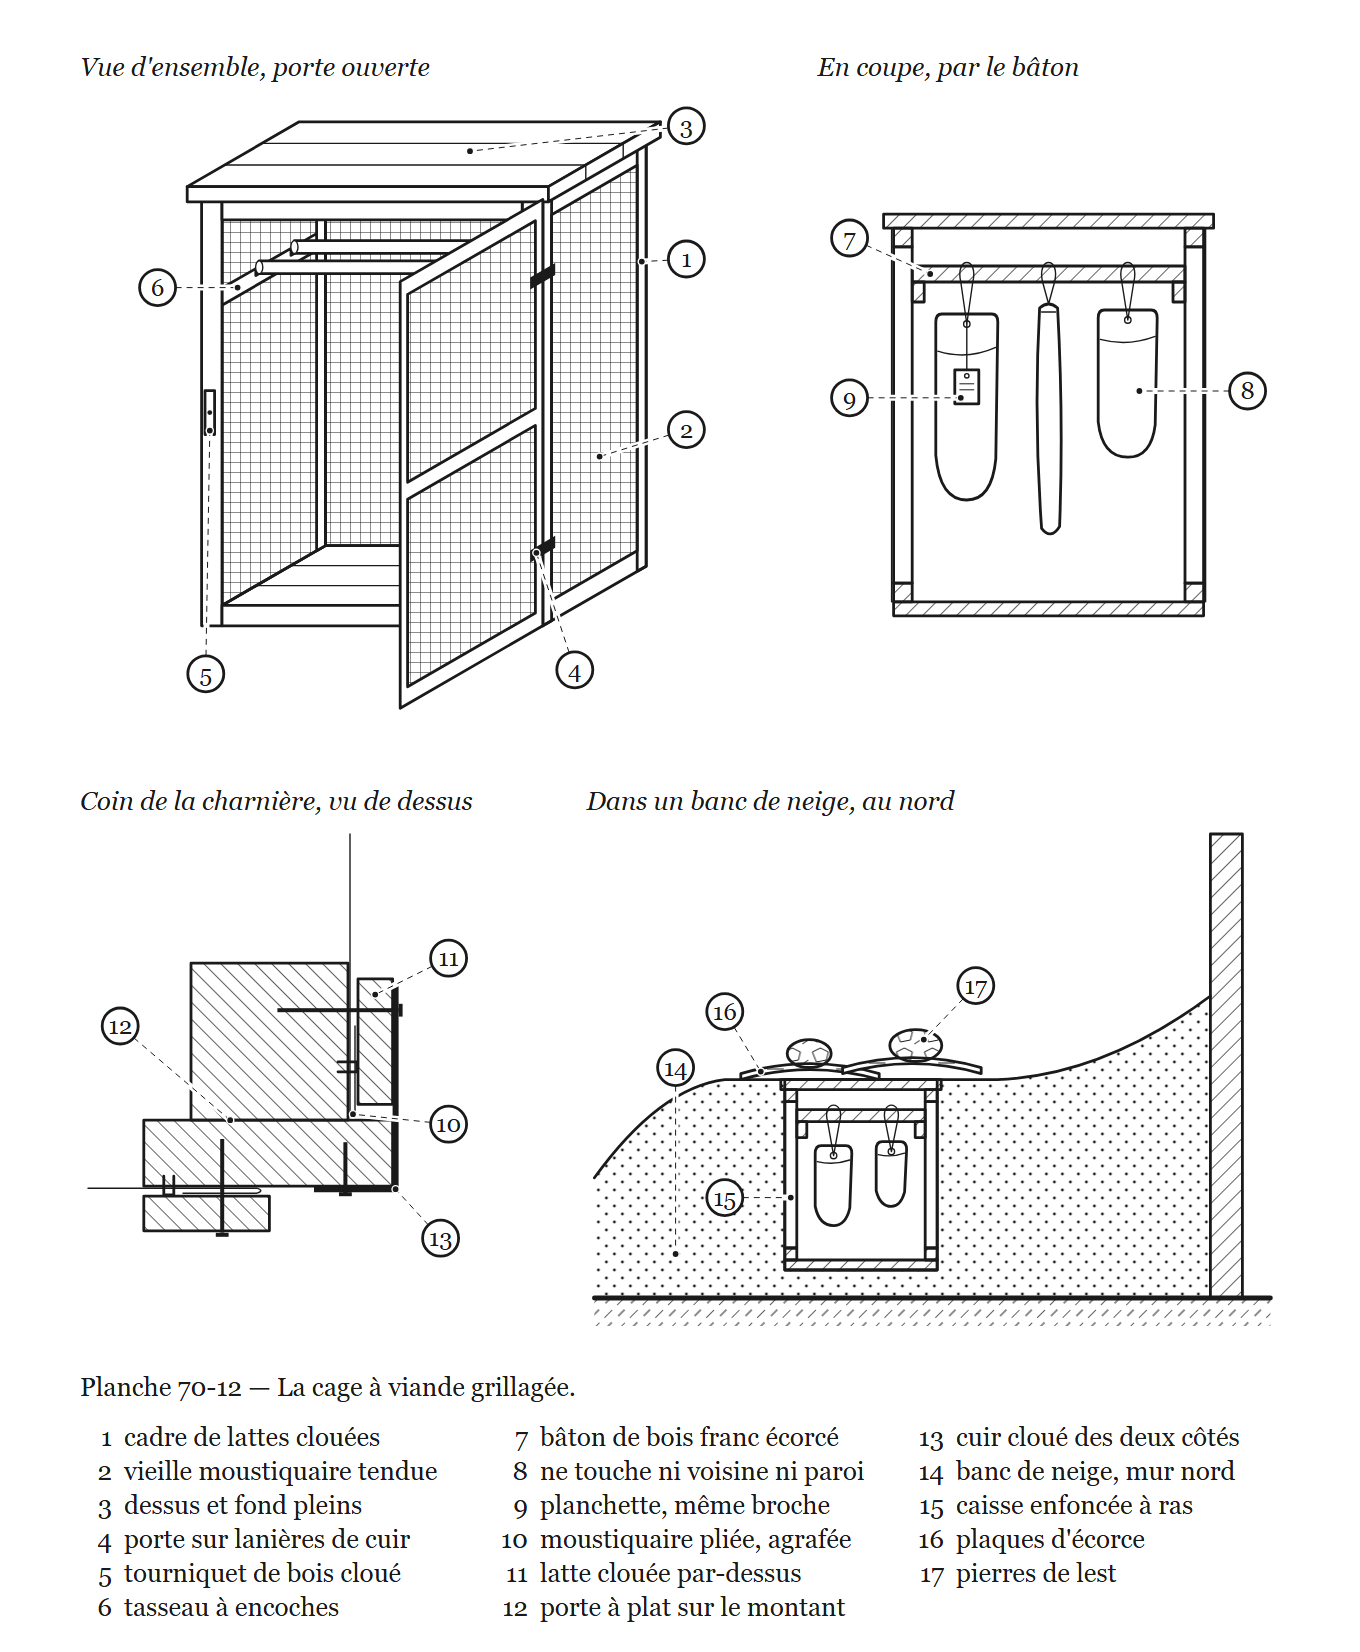 Vue d'ensemble, porte ouverte
En coupe, par le bâton
3
1
6
2
5
4
7
9
8
Coin de la charnière, vu de dessus
Dans un banc de neige, au nord
11
12
10
13
17
16
14
15
Planche 70-12 — La cage à viande grillagée.
1 cadre de lattes clouées
2 vieille moustiquaire tendue
3 dessus et fond pleins
4 porte sur lanières de cuir
5 tourniquet de bois cloué
6 tasseau à encoches
7 bâton de bois franc écorcé
8 ne touche ni voisine ni paroi
9 planchette, même broche
10 moustiquaire pliée, agrafée
11 latte clouée par-dessus
12 porte à plat sur le montant
13 cuir cloué des deux côtés
14 banc de neige, mur nord
15 caisse enfoncée à ras
16 plaques d'écorce
17 pierres de lest